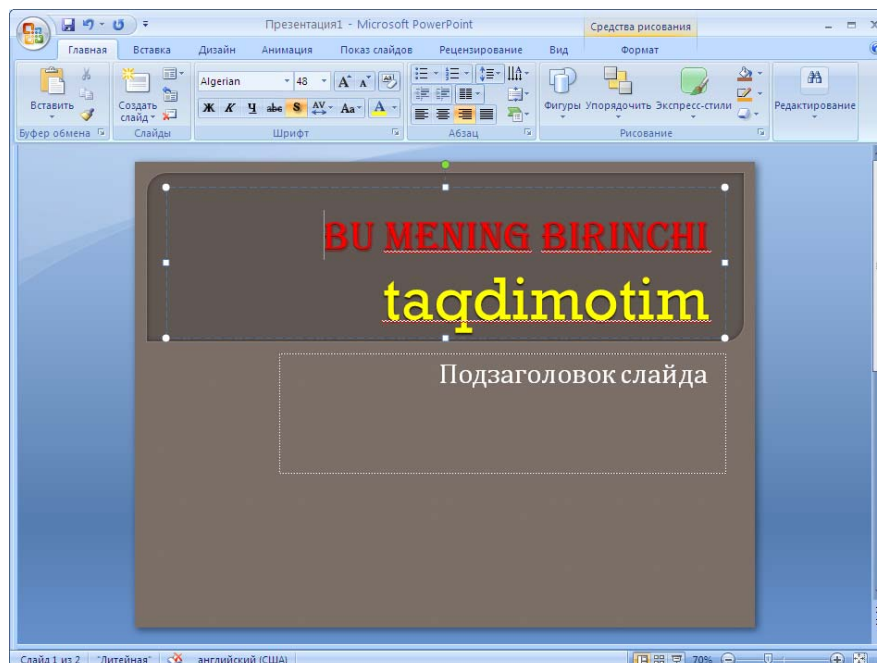 Презентация1 - Microsoft PowerPoint
Средства рисования
Главная Вставка Дизайн Анимация Показ слайдов Рецензирование Вид Формат
Algerian 48
Вставить Создать слайд Ж К Ч abe S AV Aa A Фигуры Упорядочить Экспресс-стили Редактирование
Буфер обмена Слайды Шрифт Абзац Рисование
BU MENING BIRINCHI
taqdimotim
Подзаголовок слайда
Слайд 1 из 2 "Литейная" английский (США) 70%